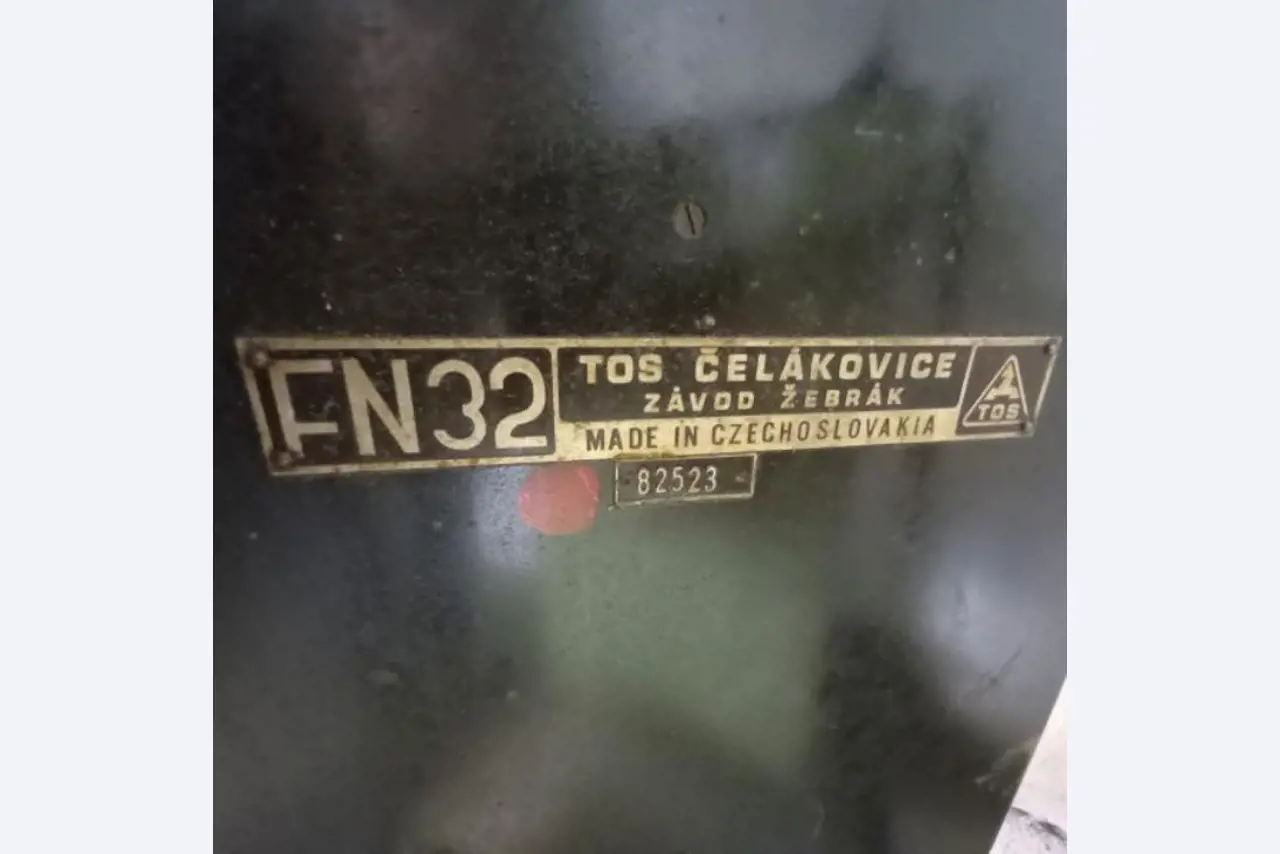 FN32
TOS ČELÁKOVICE
ZÁVOD ŽEBRÁK
MADE IN CZECHOSLOVAKIA
TOS
82523